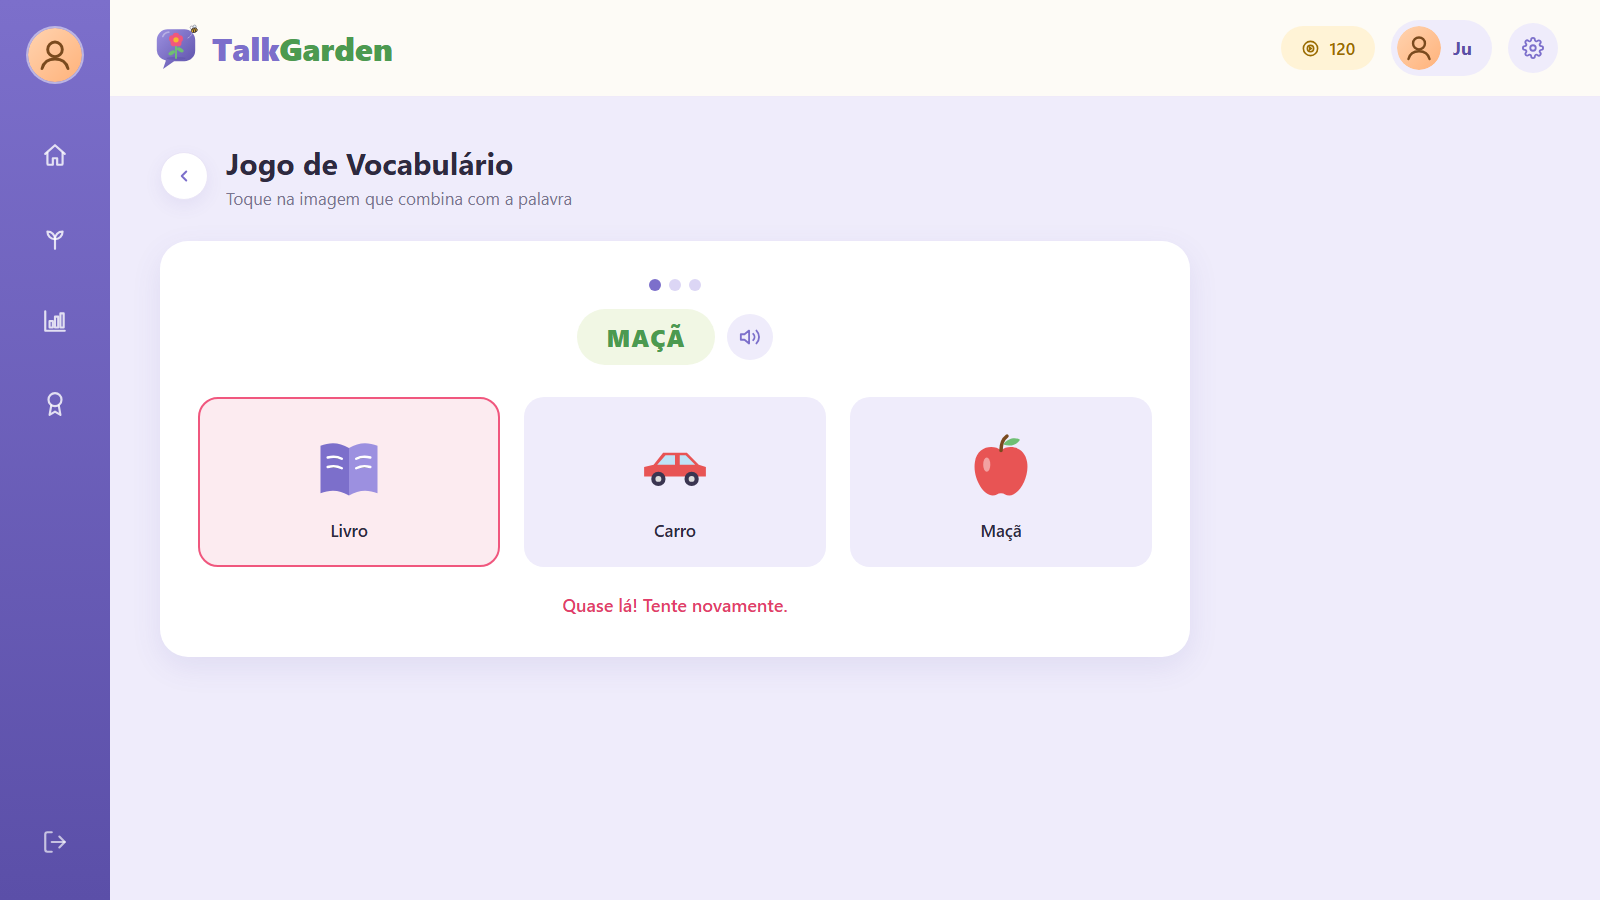 TalkGarden
120
Ju
Jogo de Vocabulário
Toque na imagem que combina com a palavra
MAÇÃ
Livro
Carro
Maçã
Quase lá! Tente novamente.